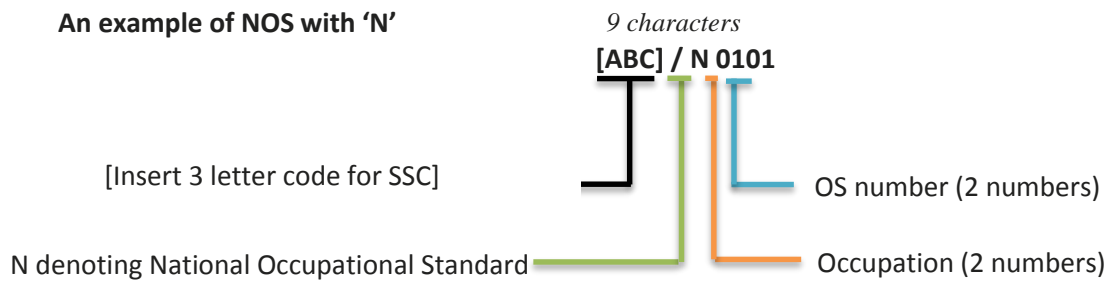 An example of NOS with ‘N’
9 characters
[ABC] / N 0101
[Insert 3 letter code for SSC]
OS number (2 numbers)
N denoting National Occupational Standard
Occupation (2 numbers)